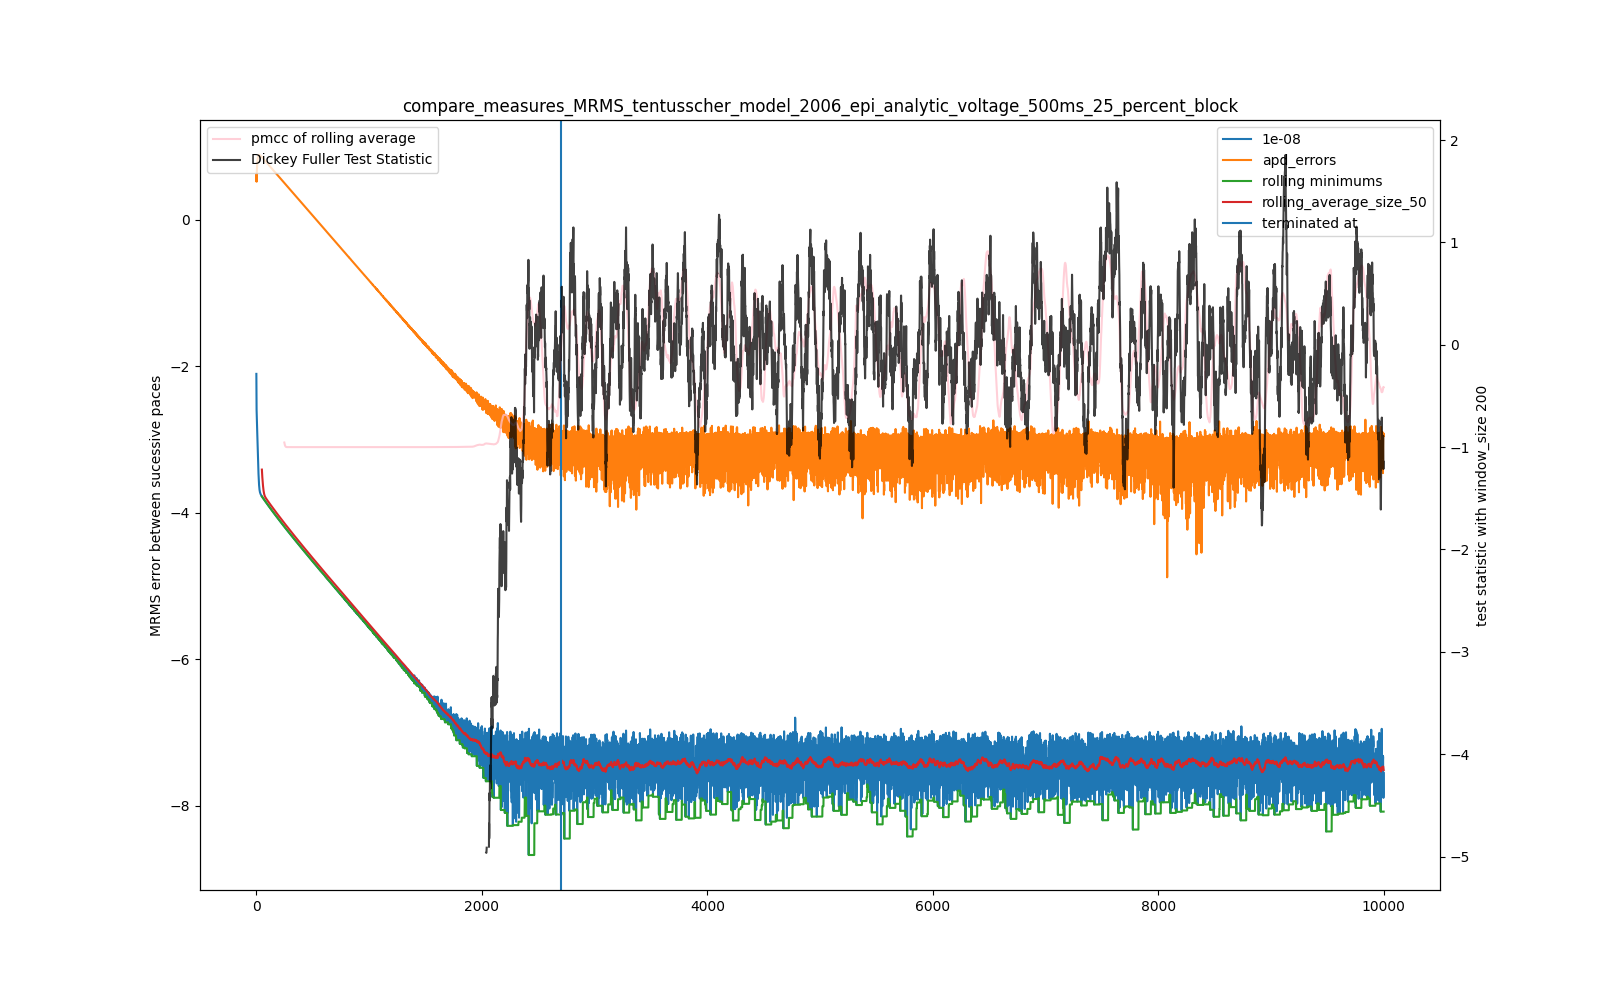 compare_measures_MRMS_tentusscher_model_2006_epi_analytic_voltage_500ms_25_percent_block
pmcc of rolling average
Dickey Fuller Test Statistic
1e-08
apd_errors
rolling minimums
rolling_average_size_50
terminated at
MRMS error between sucessive paces
0
−2
−4
−6
−8
2
1
0
−1
−2
−3
−4
−5
test statistic with window_size 200
0
2000
4000
6000
8000
10000